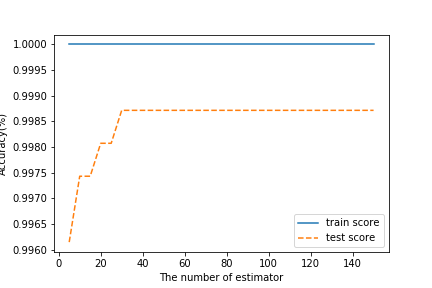 1.0000
0.9995
0.9990
0.9985
0.9980
0.9975
0.9970
0.9965
0.9960
Accuracy(%)
0 20 40 60 80 100 120 140
The number of estimator
train score
test score